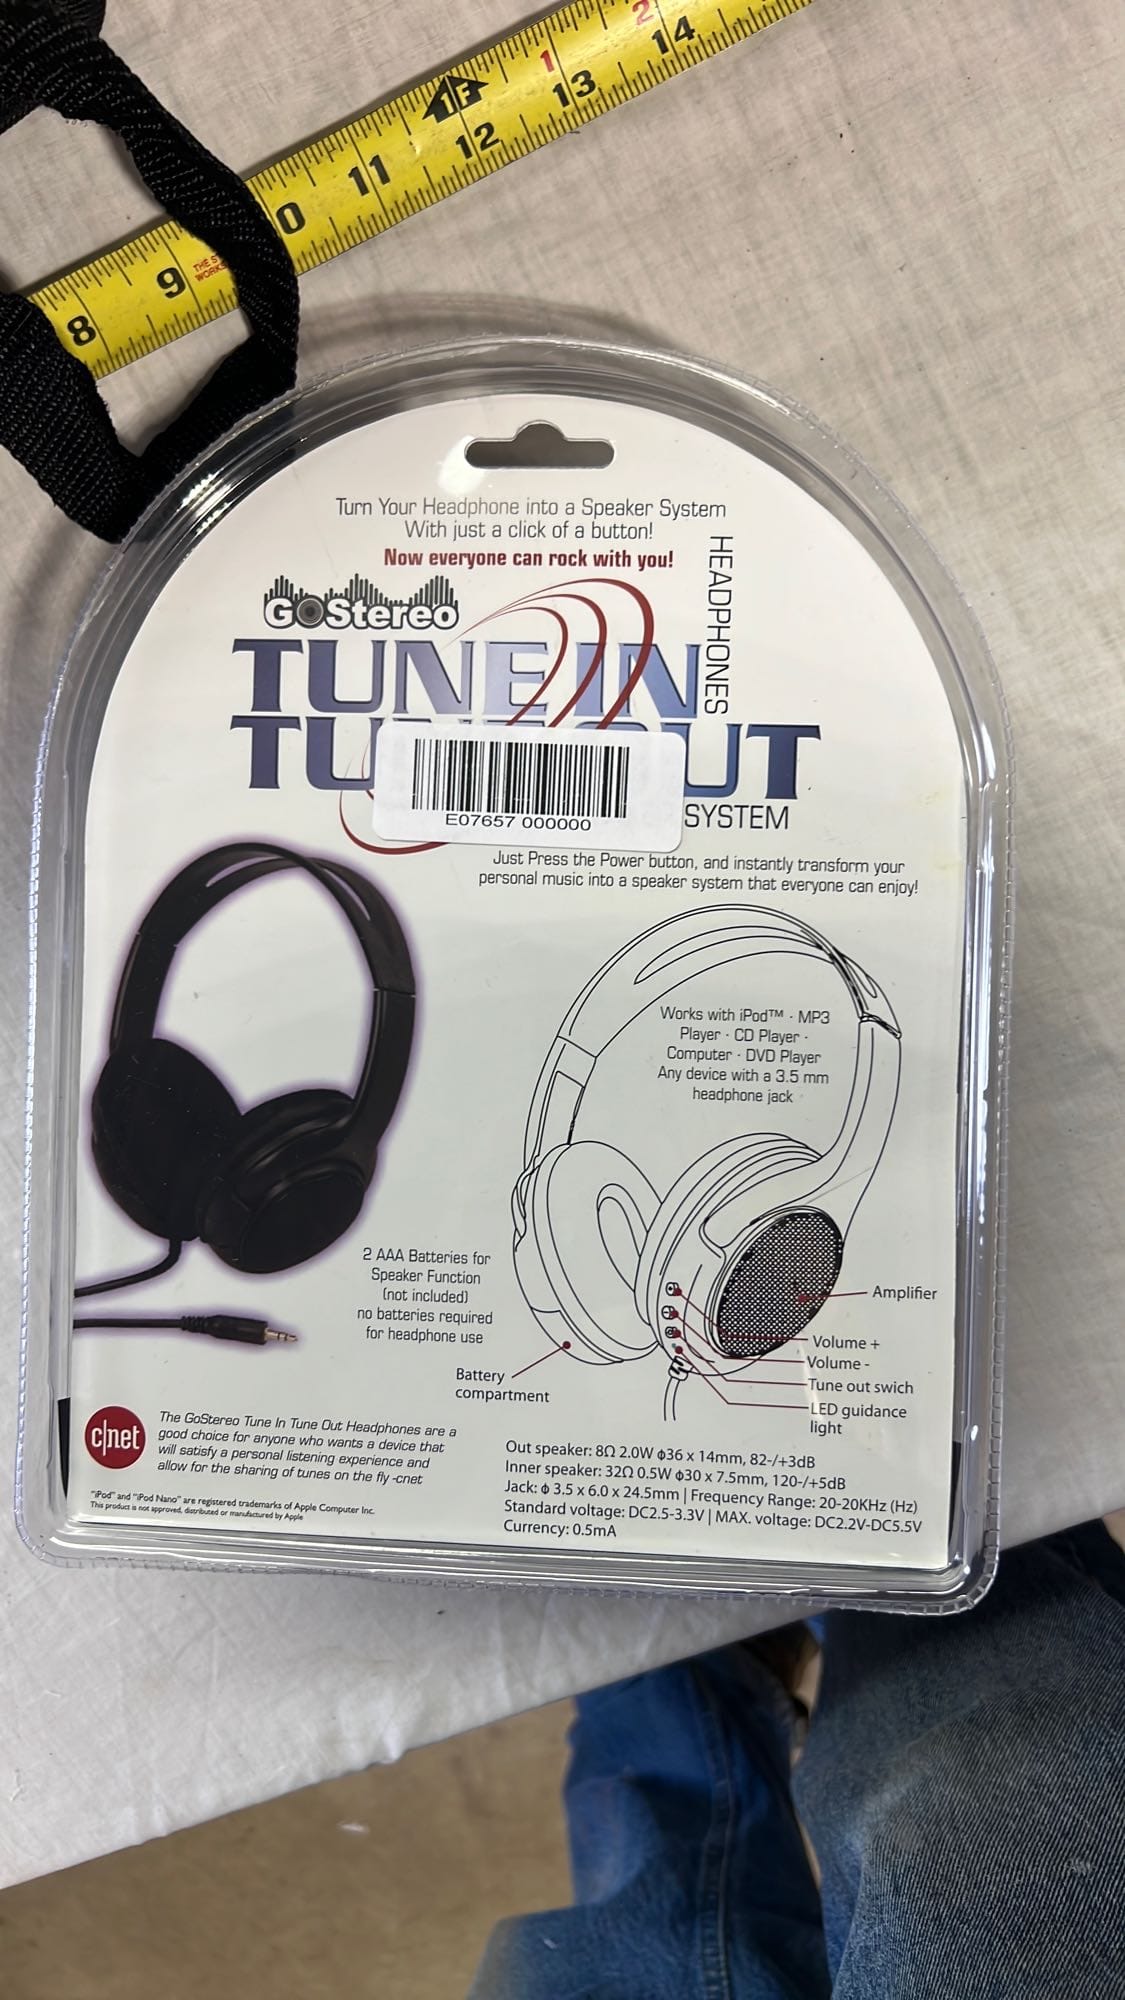 8 9 THE ST
WORKS 0 11 1F 12 1 13 2 14
Turn Your Headphone into a Speaker System
With just a click of a button!
Now everyone can rock with you!
GoStereo
TUNE IN
HEADPHONES
TUNE OUT
SYSTEM
E07657 000000
Just Press the Power button, and instantly transform your
personal music into a speaker system that everyone can enjoy!
Works with iPod™ · MP3
Player · CD Player ·
Computer · DVD Player
Any device with a 3.5 mm
headphone jack
2 AAA Batteries for
Speaker Function
(not included)
no batteries required
for headphone use
Battery
compartment
Amplifier
Volume +
Volume -
Tune out swich
LED guidance
light
c|net
The GoStereo Tune In Tune Out Headphones are a
good choice for anyone who wants a device that
will satisfy a personal listening experience and
allow for the sharing of tunes on the fly -cnet
"iPod" and "iPod Nano" are registered trademarks of Apple Computer Inc.
This product is not approved, distributed or manufactured by Apple
Out speaker: 8Ω 2.0W ф36 x 14mm, 82-/+3dB
Inner speaker: 32Ω 0.5W ф30 x 7.5mm, 120-/+5dB
Jack: ф 3.5 x 6.0 x 24.5mm | Frequency Range: 20-20KHz (Hz)
Standard voltage: DC2.5-3.3V | MAX. voltage: DC2.2V-DC5.5V
Currency: 0.5mA